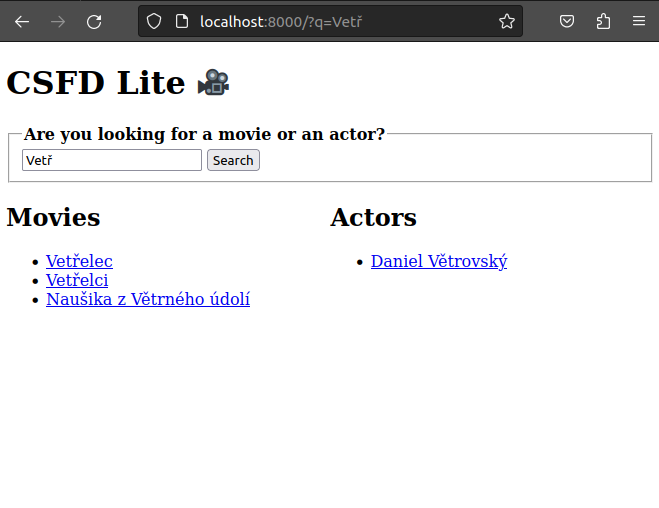 localhost:8000/?q=Vetř
CSFD Lite 🎥
Are you looking for a movie or an actor?
Vetř Search
Movies
Vetřelec
Vetřelci
Naušika z Větrného údolí
Actors
Daniel Větrovský